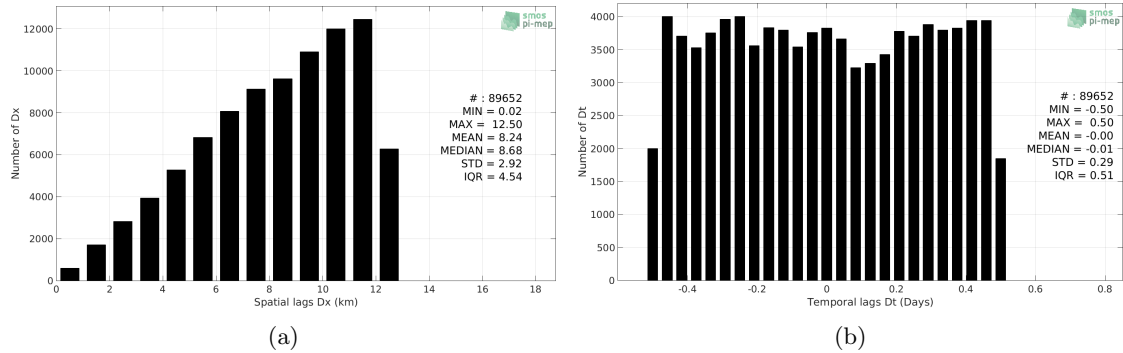 12000
10000
8000
6000
4000
2000
0
Number of Dx
0 2 4 6 8 10 12 14 16 18
Spatial lags Dx (km)
smos
pi-mep
# : 89652
MIN = 0.02
MAX = 12.50
MEAN = 8.24
MEDIAN = 8.68
STD = 2.92
IQR = 4.54
(a)
4000
3500
3000
2500
2000
1500
1000
500
0
Number of Dt
-0.4 -0.2 0 0.2 0.4 0.6 0.8
Temporal lags Dt (Days)
smos
pi-mep
# : 89652
MIN = -0.50
MAX = 0.50
MEAN = -0.00
MEDIAN = -0.01
STD = 0.29
IQR = 0.51
(b)